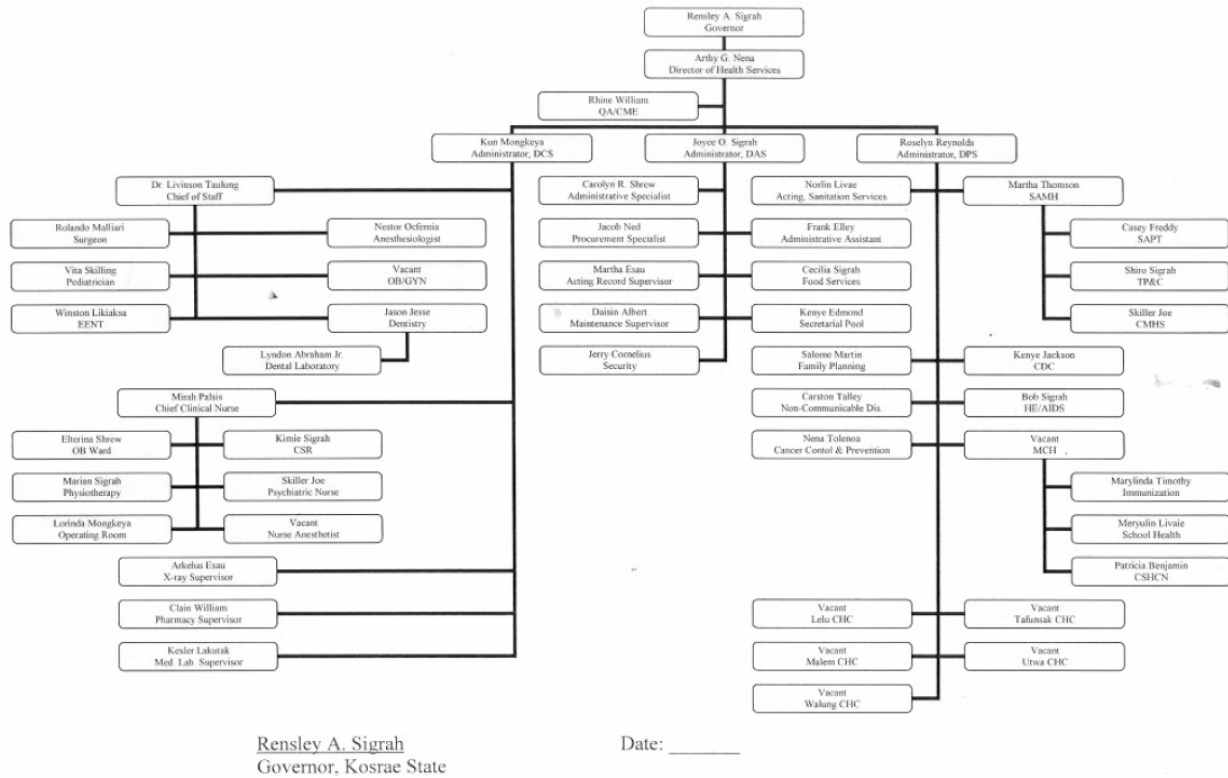 Rensley A. Sigrah
Governor
Arthy G. Nena
Director of Health Services
Rhine William
QA/CME
Kun Mongkeya
Administrator, DCS
Joyce O. Sigrah
Administrator, DAS
Roselyn Reynolds
Administrator, DPS
Dr. Livinson Taulung
Chief of Staff
Rolando Malliari
Surgeon
Nestor Ocfemia
Anesthesiologist
Vita Skilling
Pediatrician
Vacant
OB/GYN
Winston Likiaksa
EENT
Jason Jesse
Dentistry
Lyndon Abraham Jr.
Dental Laboratory
Mirah Palsis
Chief Clinical Nurse
Elterina Shrew
OB Ward
Kimie Sigrah
CSR
Marian Sigrah
Physiotherapy
Skiller Joe
Psychiatric Nurse
Lorinda Mongkeya
Operating Room
Vacant
Nurse Anesthetist
Arkelus Esau
X-ray Supervisor
Clain William
Pharmacy Supervisor
Kesler Lakutak
Med. Lab. Supervisor
Carolyn R. Shrew
Administrative Specialist
Jacob Ned
Procurement Specialist
Frank Elley
Administrative Assistant
Martha Esau
Acting Record Supervisor
Cecilia Sigrah
Food Services
Daisin Albert
Maintenance Supervisor
Kenye Edmond
Secretarial Pool
Jerry Cornelius
Security
Norlin Livae
Acting, Sanitation Services
Martha Thomson
SAMH
Casey Freddy
SAPT
Shiro Sigrah
TP&C
Skiller Joe
CMHS
Salome Martin
Family Planning
Kenye Jackson
CDC
Carston Talley
Non-Communicable Dis.
Bob Sigrah
HE/AIDS
Nena Tolenoa
Cancer Contol & Prevention
Vacant
MCH
Marylinda Timothy
Immunization
Meryulin Livaie
School Health
Patricia Benjamin
CSHCN
Vacant
Lelu CHC
Vacant
Tafunsak CHC
Vacant
Malem CHC
Vacant
Utwa CHC
Vacant
Walung CHC
Rensley A. Sigrah
Governor, Kosrae State
Date: ________